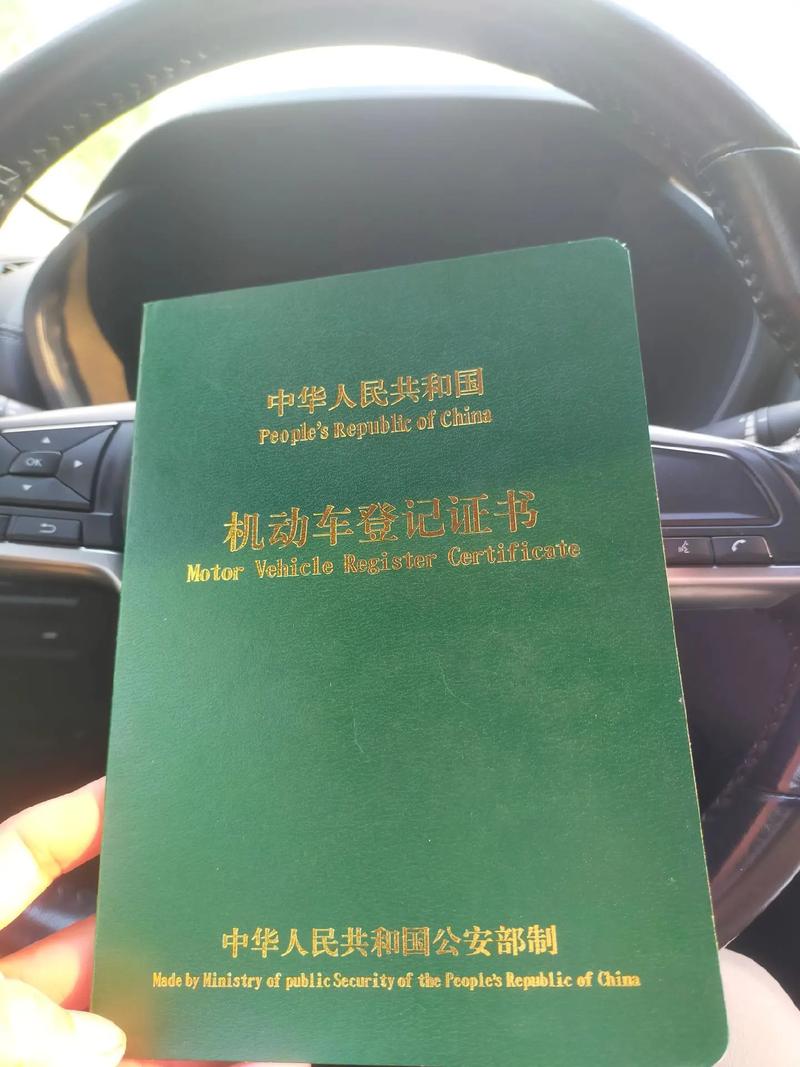 中华人民共和国
People's Republic of China
机动车登记证书
Motor Vehicle Register Certificate
中华人民共和国公安部制
Made by Ministry of public Security of the People's Republic of China
OK